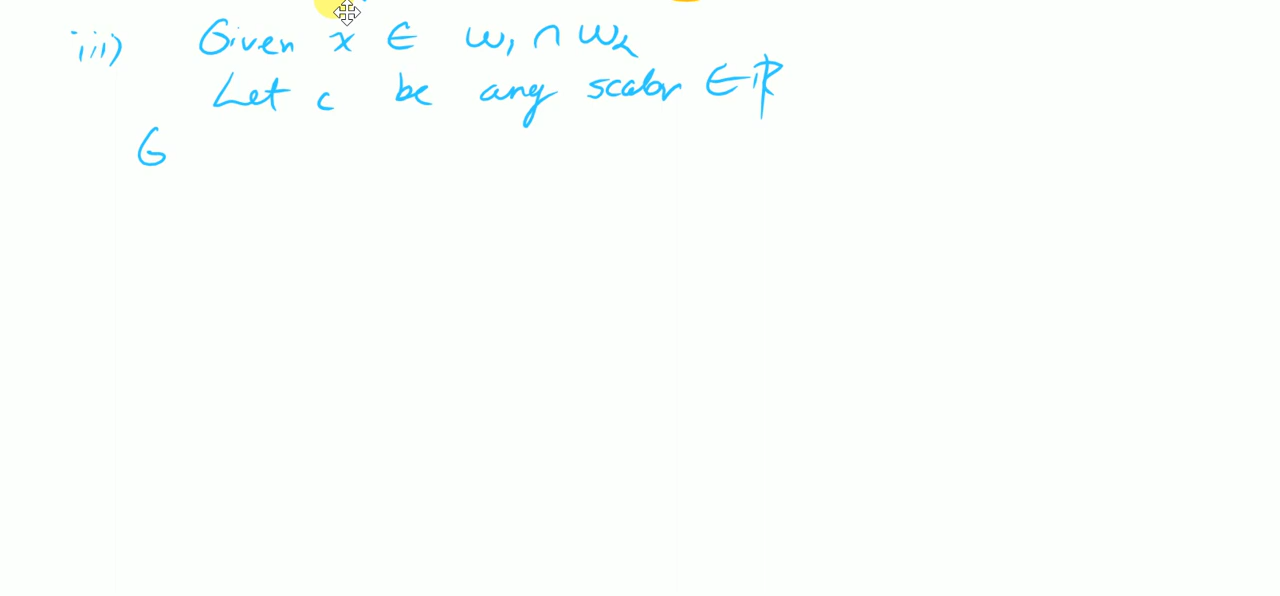 iii) Given x ∈ W₁ ∩ W₂
Let c be any scalar ∈ ℝ
G